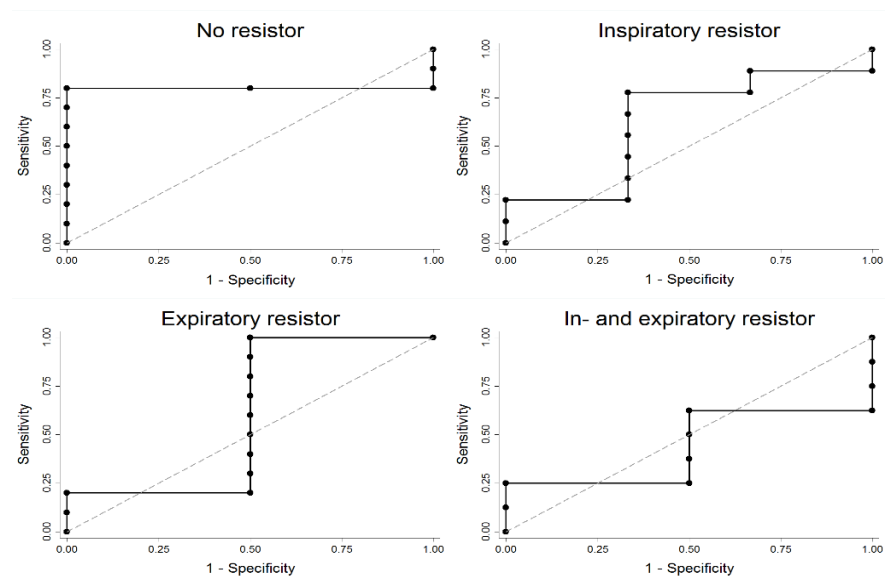 No resistor
Sensitivity
0.00 0.25 0.50 0.75 1.00
0.00 0.25 0.50 0.75 1.00
1 - Specificity
Inspiratory resistor
Sensitivity
0.00 0.25 0.50 0.75 1.00
0.00 0.25 0.50 0.75 1.00
1 - Specificity
Expiratory resistor
Sensitivity
0.00 0.25 0.50 0.75 1.00
0.00 0.25 0.50 0.75 1.00
1 - Specificity
In- and expiratory resistor
Sensitivity
0.00 0.25 0.50 0.75 1.00
0.00 0.25 0.50 0.75 1.00
1 - Specificity